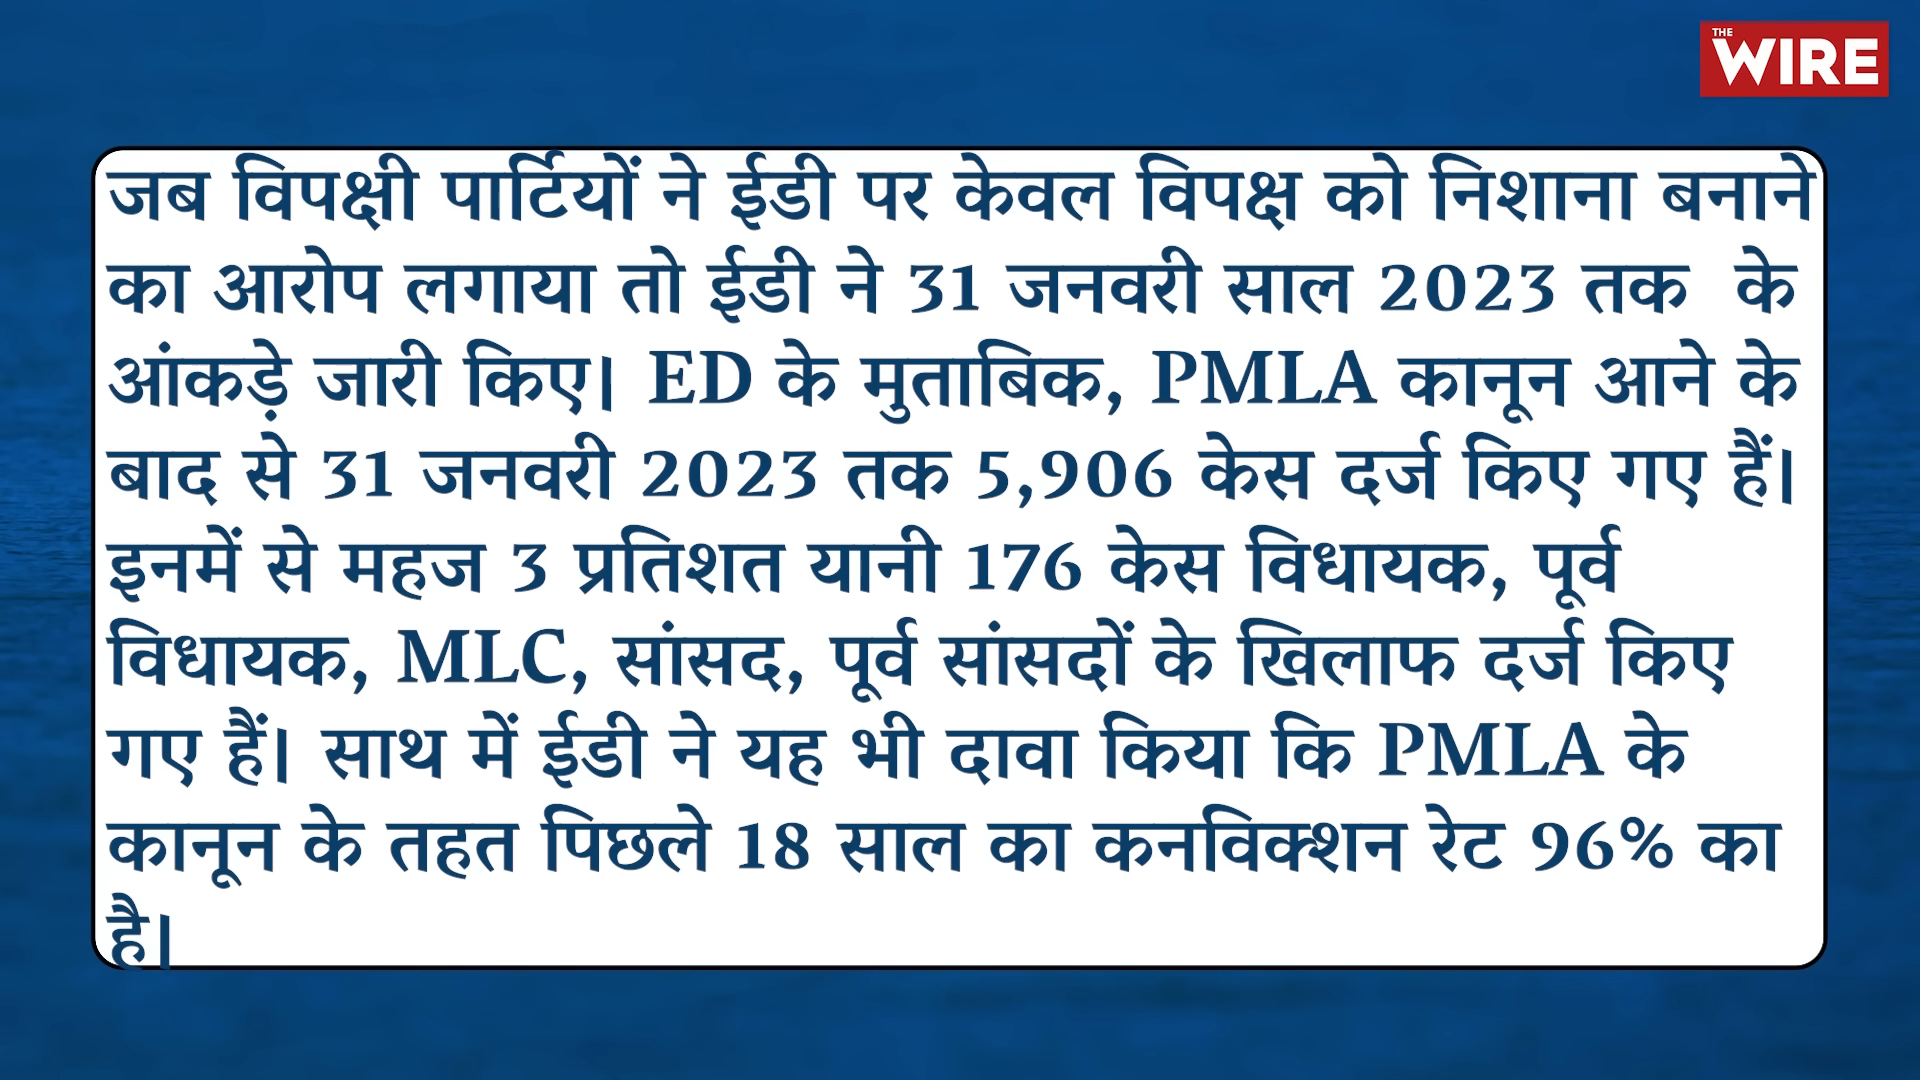 THE WIRE
जब विपक्षी पार्टियों ने ईडी पर केवल विपक्ष को निशाना बनाने
का आरोप लगाया तो ईडी ने 31 जनवरी साल 2023 तक  के
आंकड़े जारी किए। ED के मुताबिक, PMLA कानून आने के
बाद से 31 जनवरी 2023 तक 5,906 केस दर्ज किए गए हैं।
इनमें से महज 3 प्रतिशत यानी 176 केस विधायक, पूर्व
विधायक, MLC, सांसद, पूर्व सांसदों के खिलाफ दर्ज किए
गए हैं। साथ में ईडी ने यह भी दावा किया कि PMLA के
कानून के तहत पिछले 18 साल का कनविक्शन रेट 96% का
है।